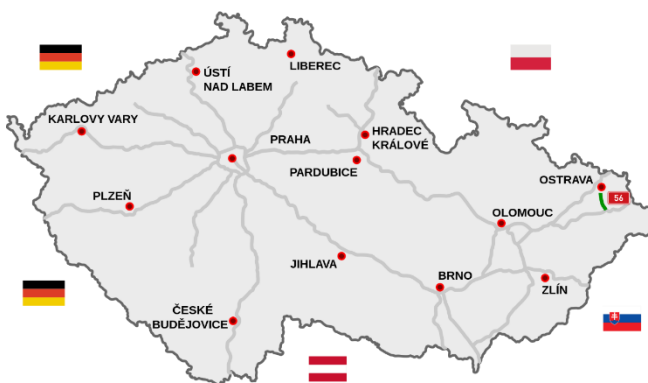 LIBEREC
ÚSTÍ
NAD LABEM
KARLOVY VARY
PRAHA
HRADEC
KRÁLOVÉ
PARDUBICE
OSTRAVA
56
PLZEŇ
OLOMOUC
JIHLAVA
BRNO
ZLÍN
ČESKÉ
BUDĚJOVICE